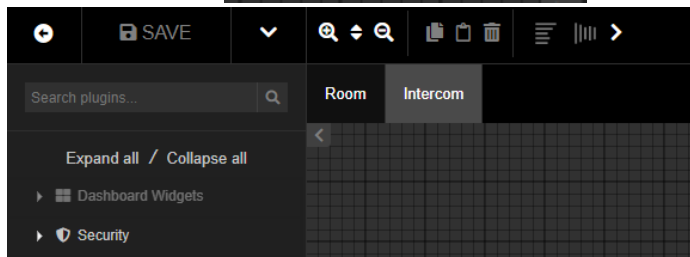 SAVE
Search plugins...
Room Intercom
Expand all / Collapse all
Dashboard Widgets
Security